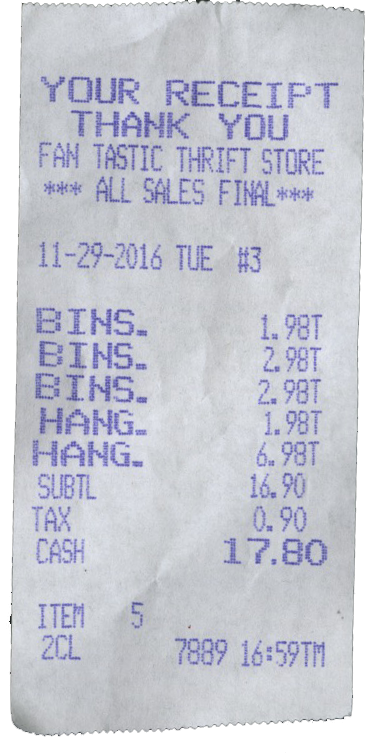 YOUR RECEIPT
THANK YOU
FAN TASTIC THRIFT STORE
*** ALL SALES FINAL***
11-29-2016 TUE #3
BINS. 1.98T
BINS. 2.98T
BINS. 2.98T
HANG. 1.98T
HANG. 6.98T
SUBTL 16.90
TAX 0.90
CASH 17.80
ITEM 5
2CL 7889 16:59TM